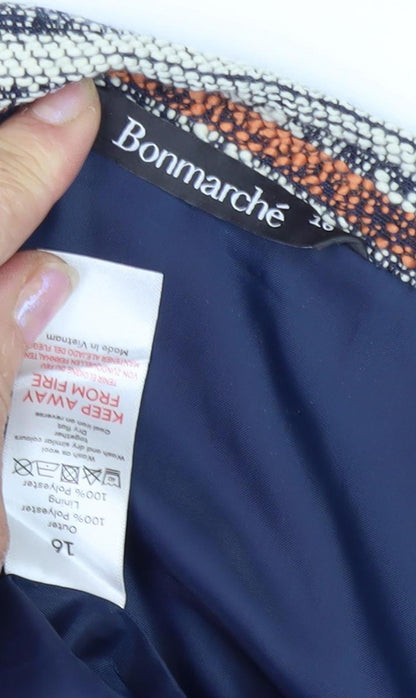 Bonmarché
16
16
Outer
100% Polyester
Lining
100% Polyester
Wash as wool
Wash and dry similar colours
together
Dry flat
Cool iron on reverse
KEEP AWAY
FROM FIRE
Made in Vietnam